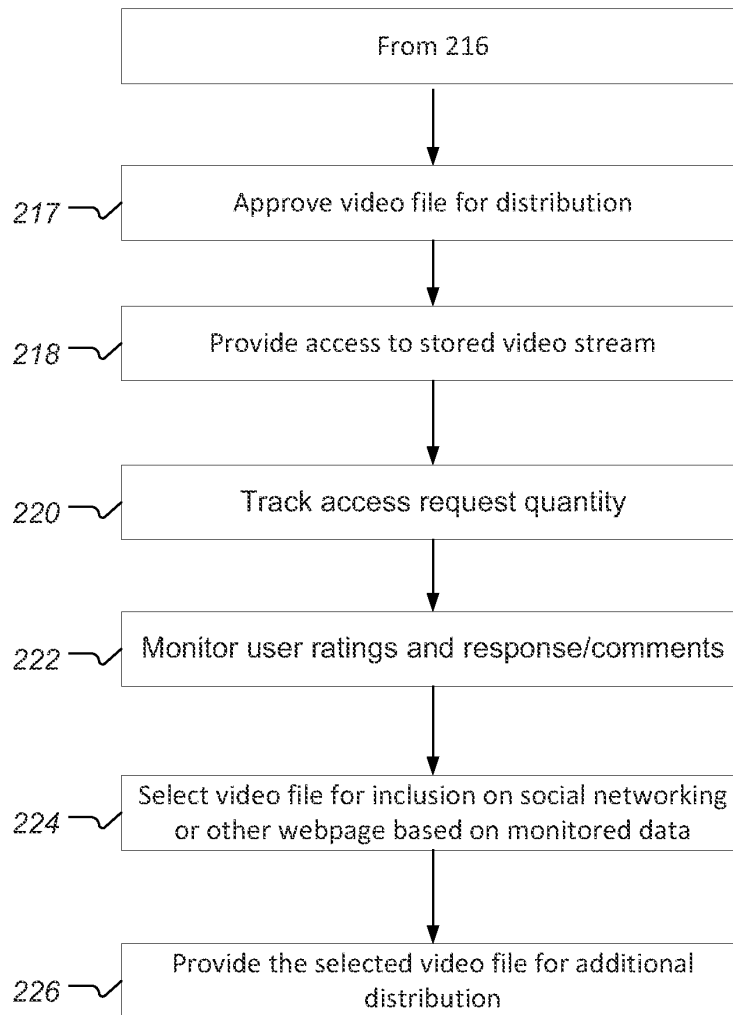 From 216
217
Approve video file for distribution
218
Provide access to stored video stream
220
Track access request quantity
222
Monitor user ratings and response/comments
224
Select video file for inclusion on social networking
or other webpage based on monitored data
226
Provide the selected video file for additional
distribution